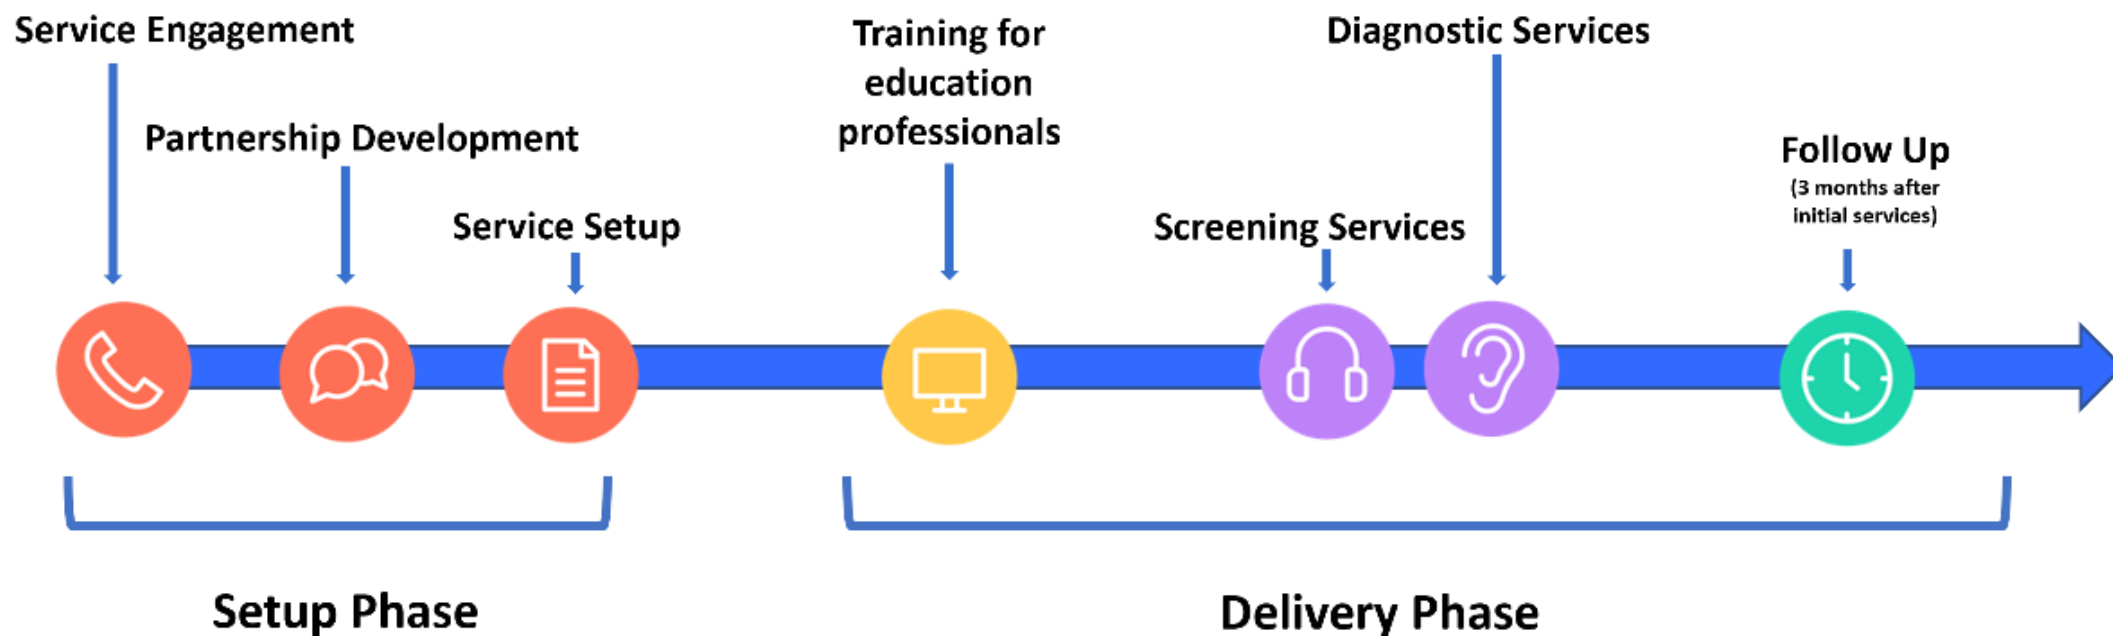 Service Engagement
Partnership Development
Service Setup
Training for
education
professionals
Screening Services
Diagnostic Services
Follow Up
(3 months after
initial services)
Setup Phase
Delivery Phase